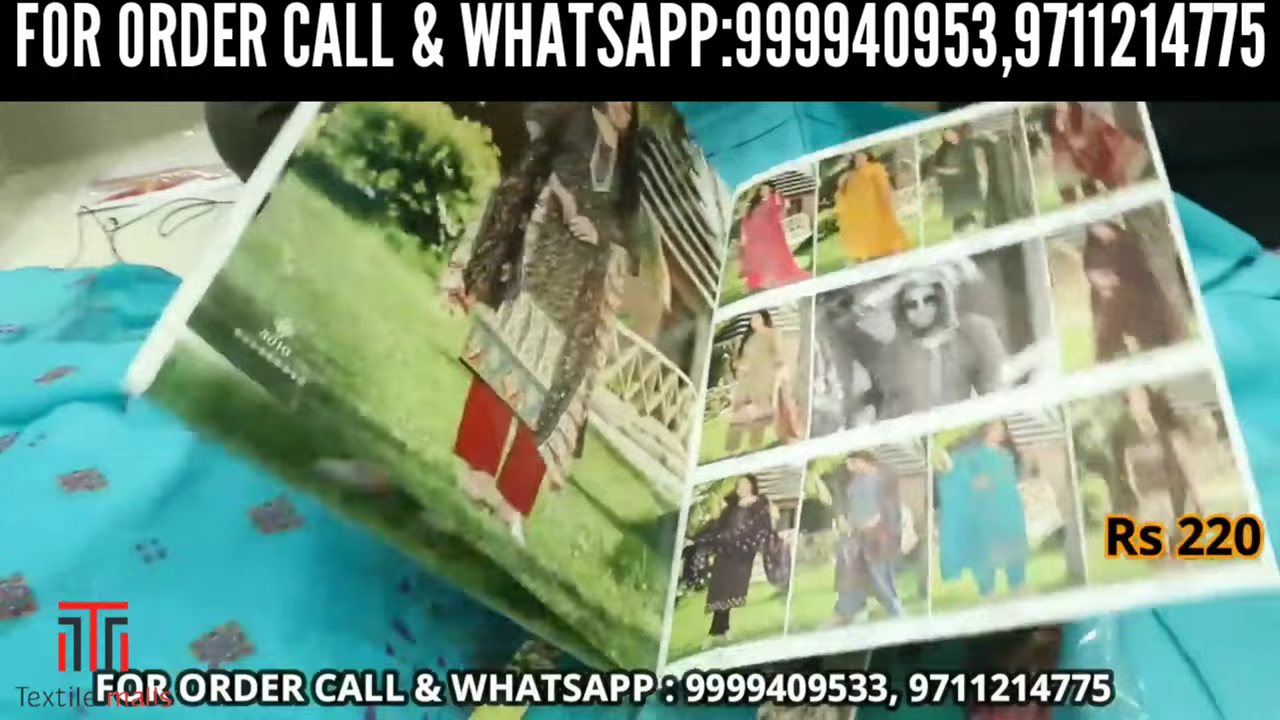 FOR ORDER CALL & WHATSAPP:999940953,9711214775
Rs 220
Textile malls
FOR ORDER CALL & WHATSAPP : 9999409533, 9711214775